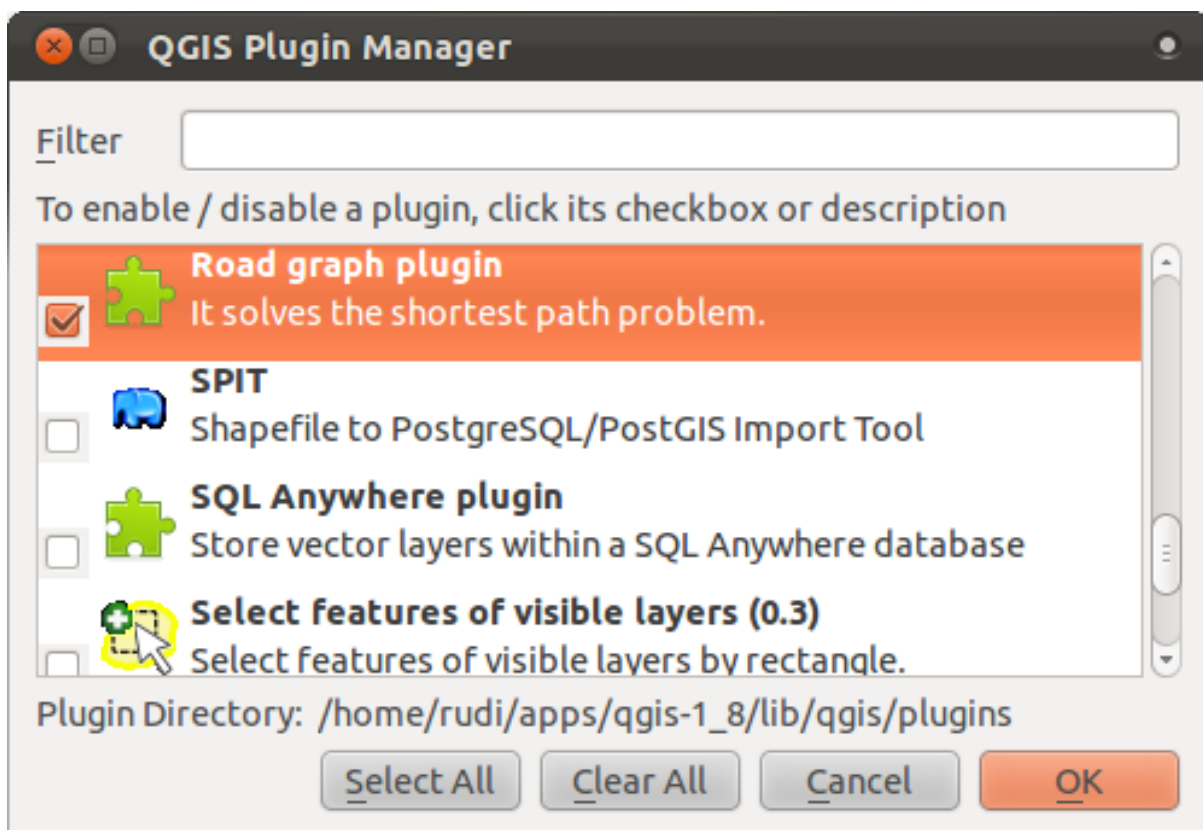 QGIS Plugin Manager
Filter
To enable / disable a plugin, click its checkbox or description
Road graph plugin
It solves the shortest path problem.
SPIT
Shapefile to PostgreSQL/PostGIS Import Tool
SQL Anywhere plugin
Store vector layers within a SQL Anywhere database
Select features of visible layers (0.3)
Select features of visible layers by rectangle.
Plugin Directory: /home/rudi/apps/qgis-1_8/lib/qgis/plugins
Select All Clear All Cancel OK